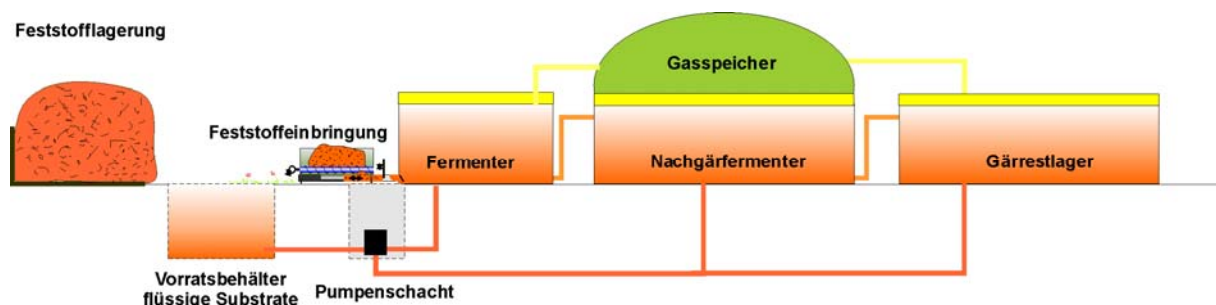 Feststofflagerung
Gasspeicher
Feststoffeinbringung
Fermenter
Nachgärfermenter
Gärrestlager
Vorratsbehälter
flüssige Substrate
Pumpenschacht